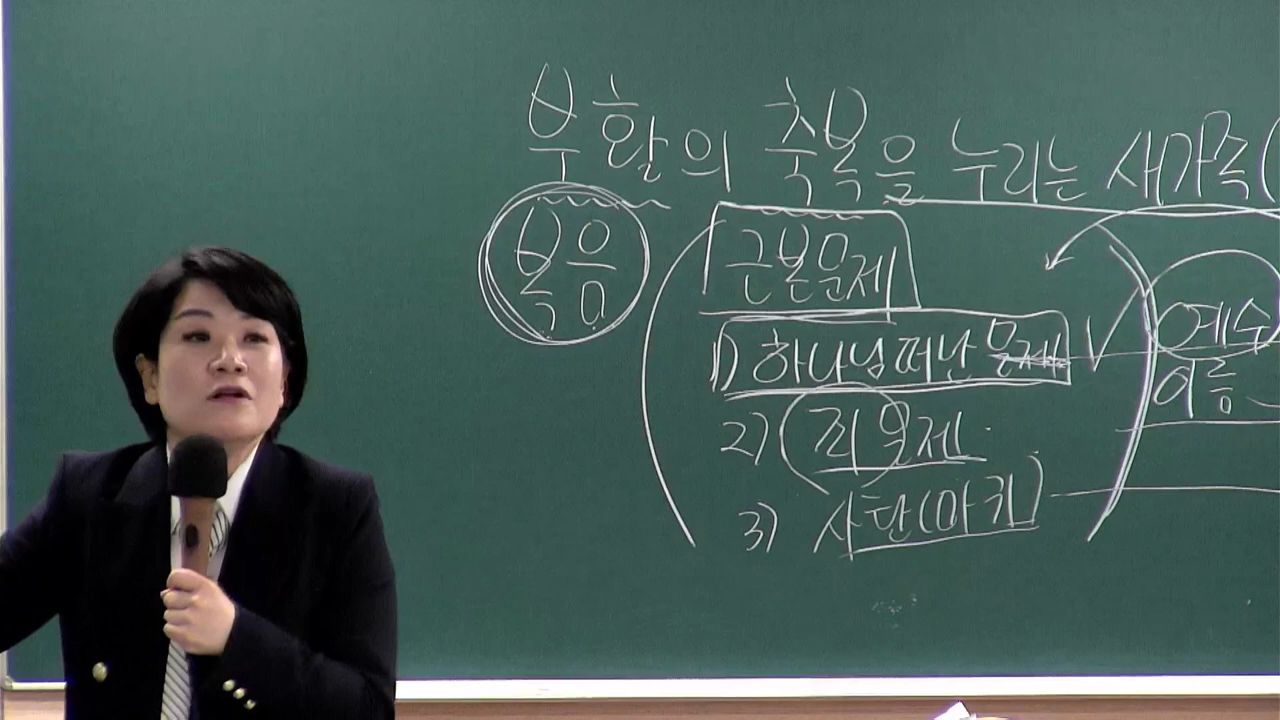 부활의 축복을 누리는 새가족(
복음
근본문제
1) 하나님 떠난 문제
2) 죄 문제
3) 사단(마귀)
예수
이름